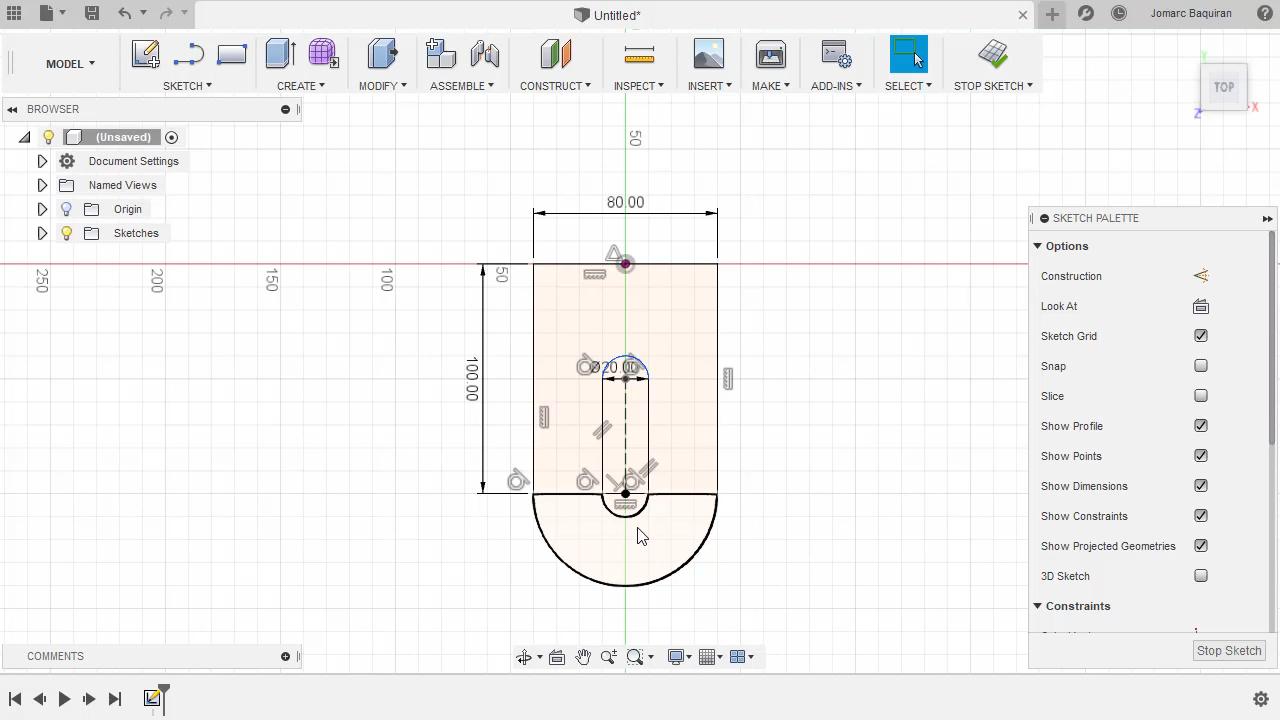 Untitled*
Jomarc Baquiran
MODEL
SKETCH
CREATE
MODIFY
ASSEMBLE
CONSTRUCT
INSPECT
INSERT
MAKE
ADD-INS
SELECT
STOP SKETCH
Y
TOP
X
Z
BROWSER
(Unsaved)
Document Settings
Named Views
Origin
Sketches
50
80.00
250
200
150
100
50
Ø20.00
100.00
SKETCH PALETTE
Options
Construction
Look At
Sketch Grid
Snap
Slice
Show Profile
Show Points
Show Dimensions
Show Constraints
Show Projected Geometries
3D Sketch
Constraints
Stop Sketch
COMMENTS